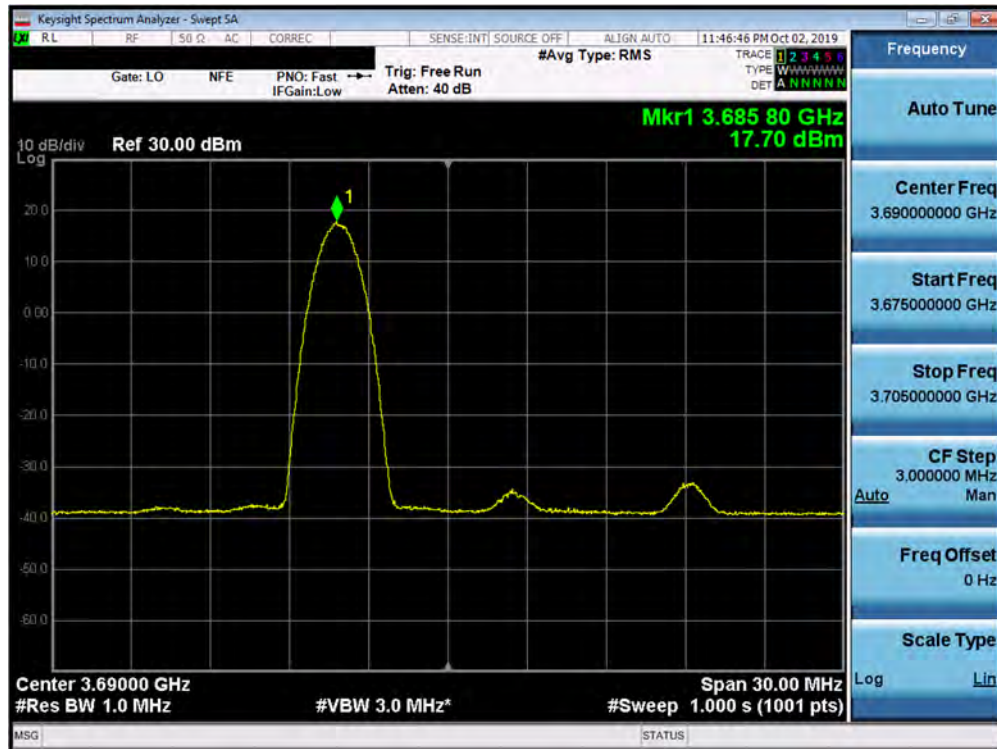 Keysight Spectrum Analyzer - Swept SA
LXI RL RF 50 Ω AC CORREC SENSE:INT SOURCE OFF ALIGN AUTO 11:46:46 PM Oct 02, 2019
#Avg Type: RMS TRACE 1 2 3 4 5 6
Gate: LO NFE PNO: Fast Trig: Free Run TYPE WWWWWW
IFGain:Low Atten: 40 dB DET A N N N N N
Mkr1 3.685 80 GHz
17.70 dBm
10 dB/div Ref 30.00 dBm
Log
1
20.0
10.0
0.00
-10.0
-20.0
-30.0
-40.0
-50.0
-60.0
Center 3.69000 GHz Span 30.00 MHz
#Res BW 1.0 MHz #VBW 3.0 MHz* #Sweep 1.000 s (1001 pts)
MSG STATUS
Frequency
Auto Tune
Center Freq
3.690000000 GHz
Start Freq
3.675000000 GHz
Stop Freq
3.705000000 GHz
CF Step
3.000000 MHz
Auto Man
Freq Offset
0 Hz
Scale Type
Log Lin